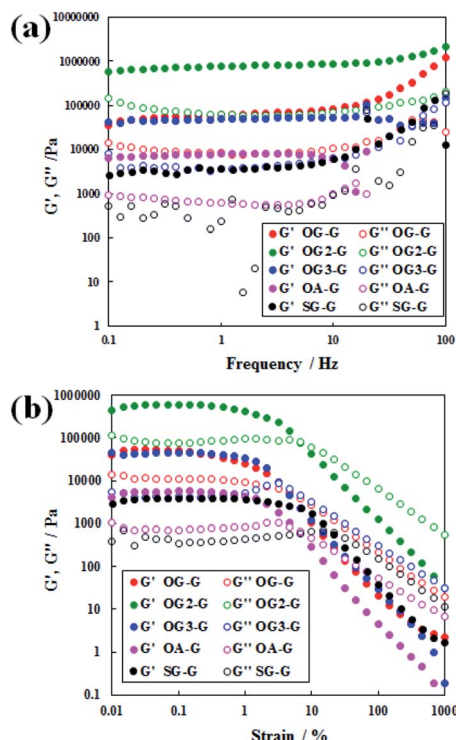 (a)
G', G'' /Pa
10000000
1000000
100000
10000
1000
100
10
1
0.1 1 10 100
G' OG-G G'' OG-G
G' OG2-G G'' OG2-G
G' OG3-G G'' OG3-G
G' OA-G G'' OA-G
G' SG-G G'' SG-G
Frequency / Hz
(b)
G', G'' / Pa
1000000
100000
10000
1000
100
10
1
0.1
0.01 0.1 1 10 100 1000
G' OG-G G'' OG-G
G' OG2-G G'' OG2-G
G' OG3-G G'' OG3-G
G' OA-G G'' OA-G
G' SG-G G'' SG-G
Strain / %